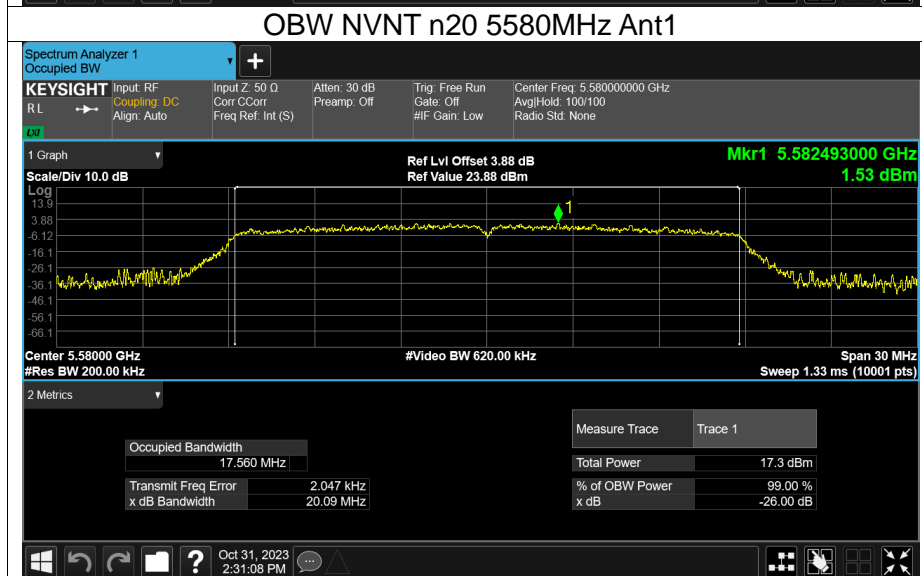 OBW NVNT n20 5580MHz Ant1
Spectrum Analyzer 1
Occupied BW
+
KEYSIGHT Input: RF Input Z: 50 Ω Atten: 30 dB Trig: Free Run Center Freq: 5.580000000 GHz
R L Coupling: DC Corr CCorr Preamp: Off Gate: Off Avg|Hold: 100/100
Align: Auto Freq Ref: Int (S) #IF Gain: Low Radio Std: None
LXI
1 Graph Ref Lvl Offset 3.88 dB Mkr1 5.582493000 GHz
Scale/Div 10.0 dB Ref Value 23.88 dBm 1.53 dBm
Log
13.9
3.88
-6.12
-16.1
-26.1
-36.1
-46.1
-56.1
-66.1
1
Center 5.58000 GHz #Video BW 620.00 kHz Span 30 MHz
#Res BW 200.00 kHz Sweep 1.33 ms (10001 pts)
2 Metrics
Measure Trace Trace 1
Occupied Bandwidth
17.560 MHz Total Power 17.3 dBm
Transmit Freq Error 2.047 kHz % of OBW Power 99.00 %
x dB Bandwidth 20.09 MHz x dB -26.00 dB
? Oct 31, 2023
2:31:08 PM